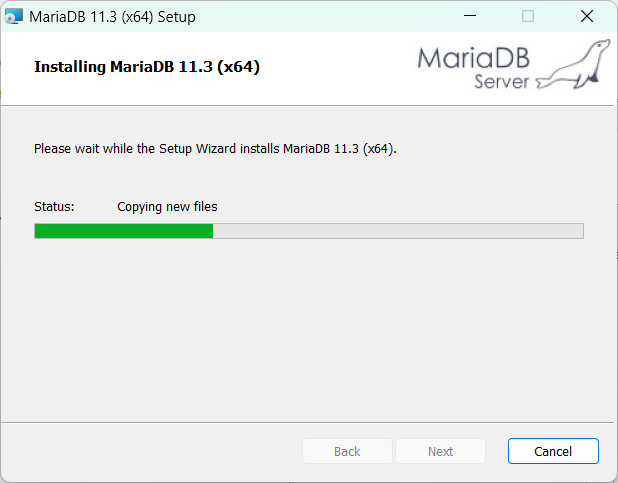 MariaDB 11.3 (x64) Setup
Installing MariaDB 11.3 (x64)
MariaDB
Server
Please wait while the Setup Wizard installs MariaDB 11.3 (x64).
Status: Copying new files
Back Next Cancel